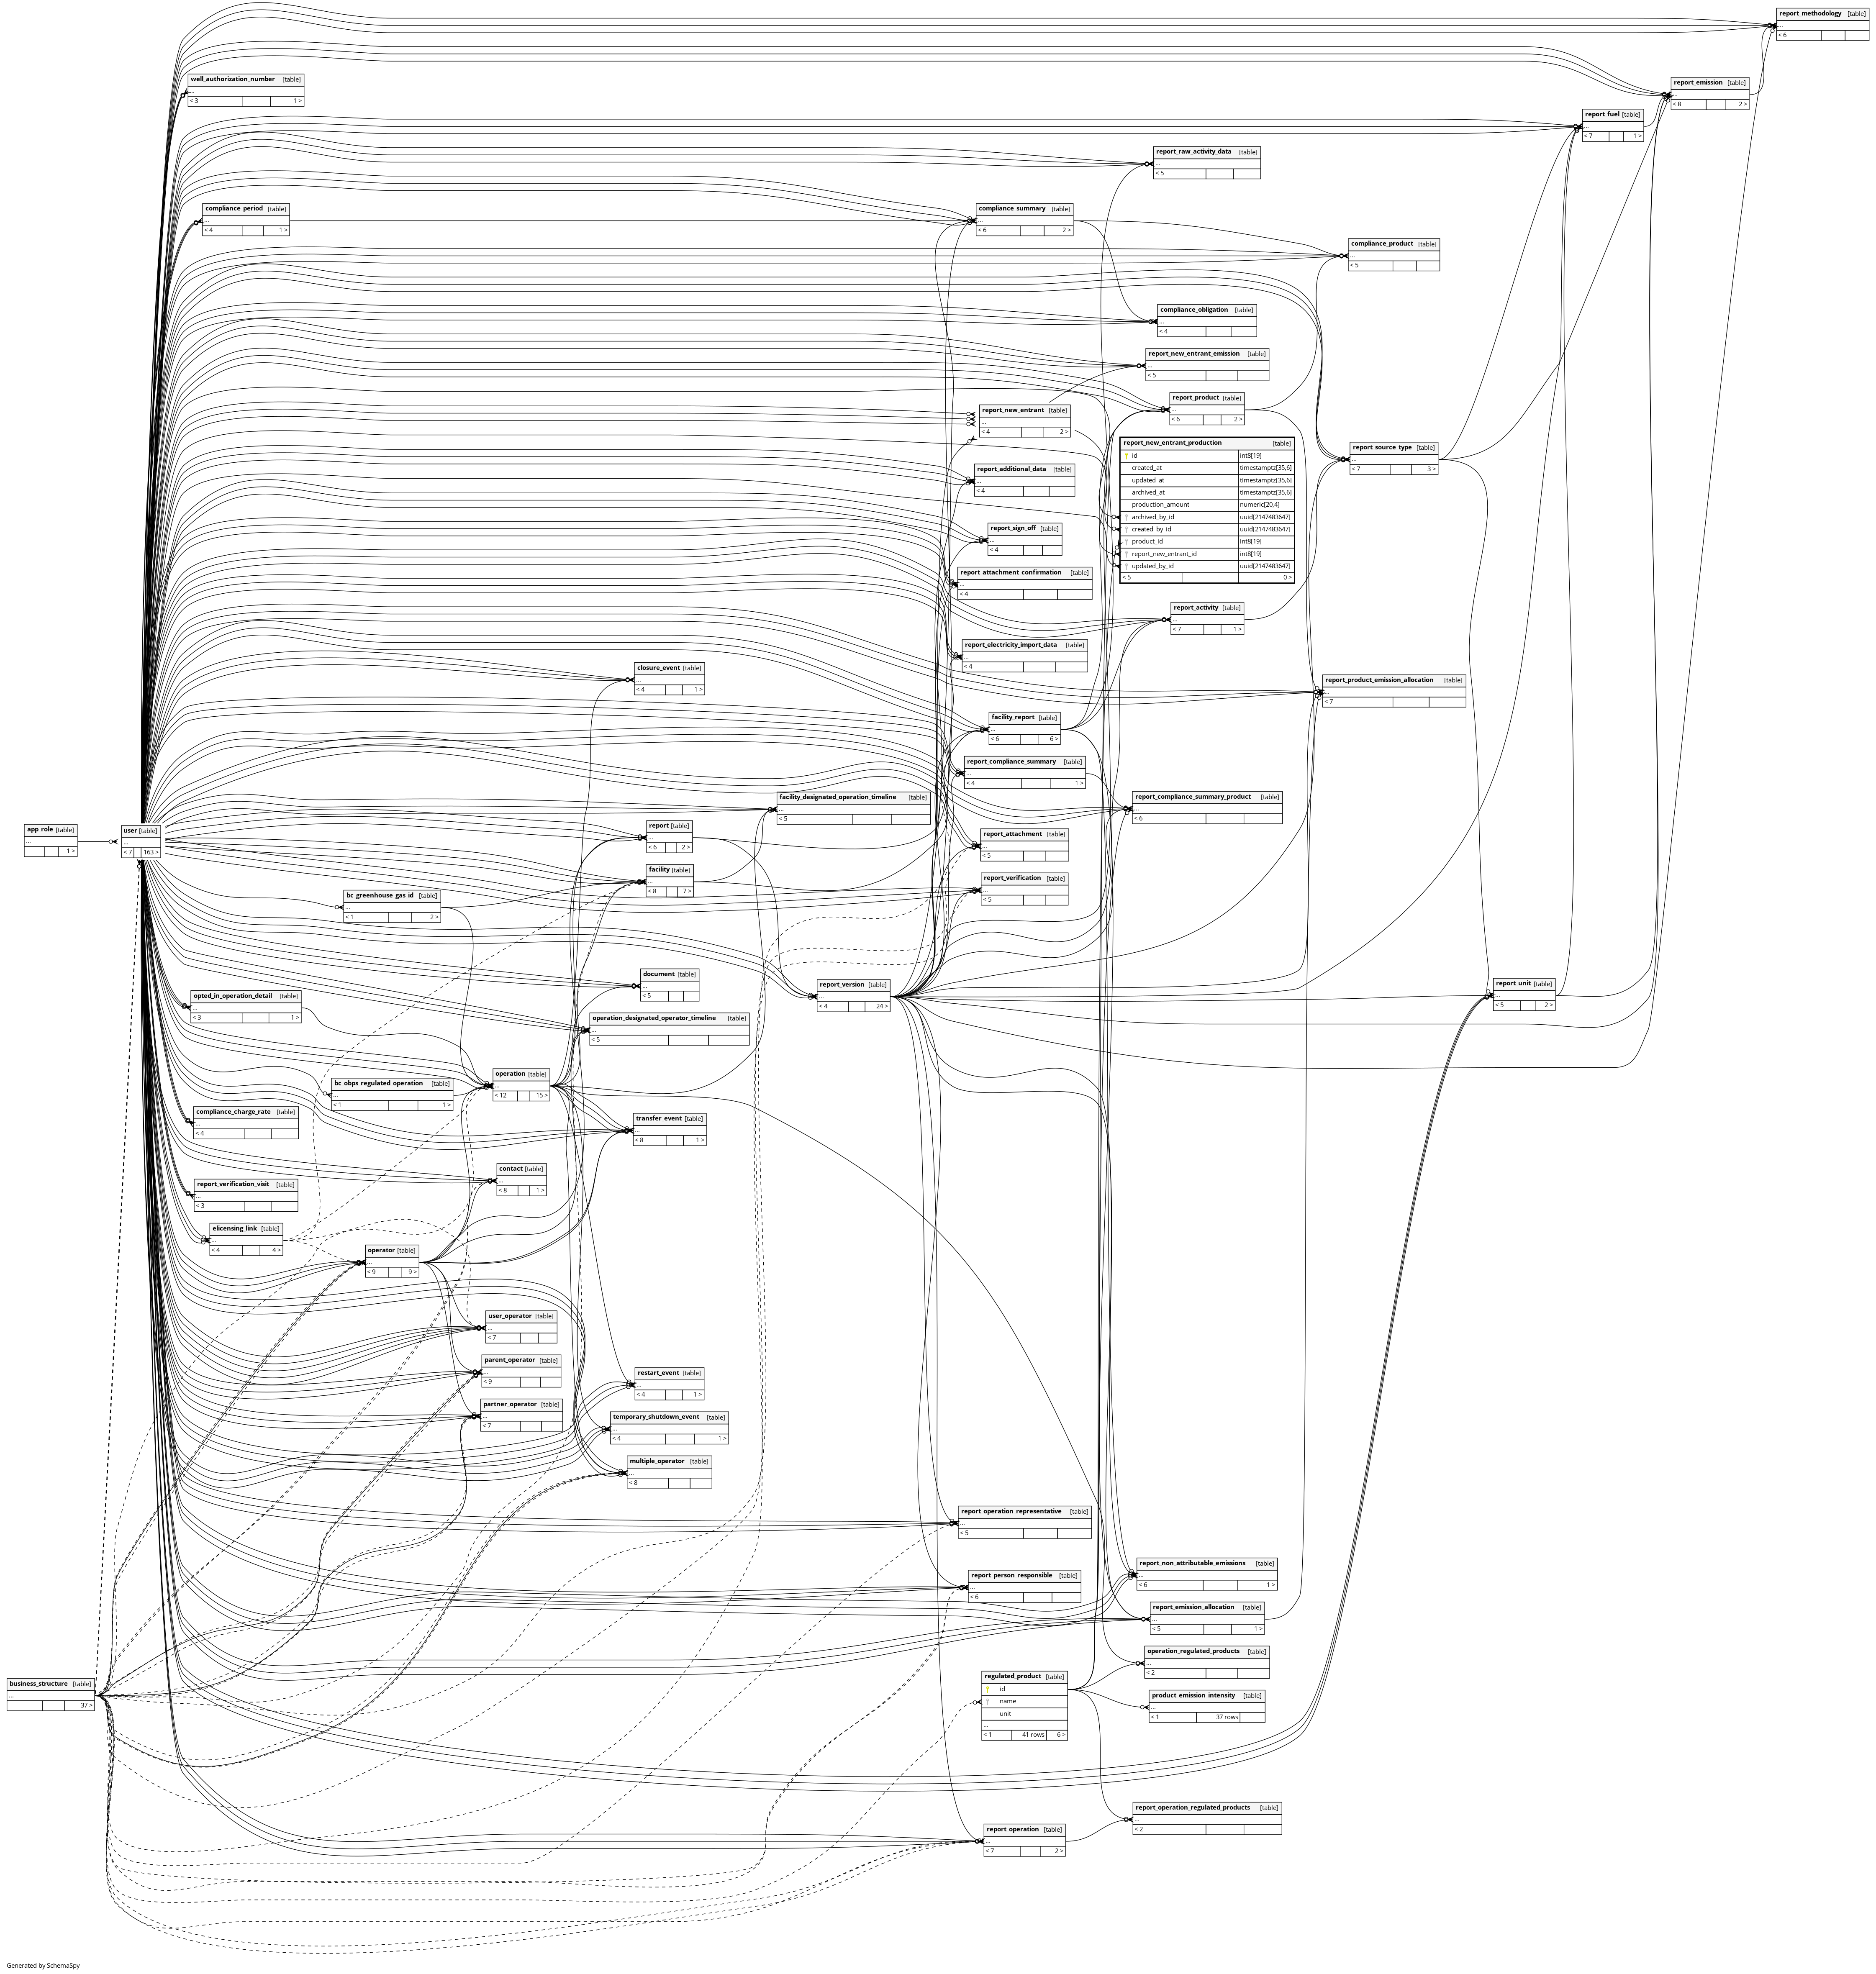 report_methodology [table]
...
< 6
well_authorization_number [table]
...
< 3 1 >
report_emission [table]
...
< 8 2 >
report_fuel [table]
...
< 7 1 >
report_raw_activity_data [table]
...
< 5
compliance_period [table]
...
< 4 1 >
compliance_summary [table]
...
< 6 2 >
compliance_product [table]
...
< 5
compliance_obligation [table]
...
< 4
report_new_entrant_emission [table]
...
< 5
report_product [table]
...
< 6 2 >
report_new_entrant [table]
...
< 4 2 >
report_new_entrant_production [table]
id int8[19]
created_at timestamptz[35,6]
updated_at timestamptz[35,6]
archived_at timestamptz[35,6]
production_amount numeric[20,4]
archived_by_id uuid[2147483647]
created_by_id uuid[2147483647]
product_id int8[19]
report_new_entrant_id int8[19]
updated_by_id uuid[2147483647]
< 5 0 >
report_source_type [table]
...
< 7 3 >
report_additional_data [table]
...
< 4
report_sign_off [table]
...
< 4
report_attachment_confirmation [table]
...
< 4
report_activity [table]
...
< 7 1 >
report_electricity_import_data [table]
...
< 4
closure_event [table]
...
< 4 1 >
report_product_emission_allocation [table]
...
< 7
facility_report [table]
...
< 6 6 >
report_compliance_summary [table]
...
< 4 1 >
facility_designated_operation_timeline [table]
...
< 5
report_compliance_summary_product [table]
...
< 6
app_role [table]
...
1 >
user [table]
...
< 7 163 >
report [table]
...
< 6 2 >
report_attachment [table]
...
< 5
facility [table]
...
< 8 7 >
report_verification [table]
...
< 5
bc_greenhouse_gas_id [table]
...
< 1 2 >
document [table]
...
< 5
report_version [table]
...
< 4 24 >
report_unit [table]
...
< 5 2 >
opted_in_operation_detail [table]
...
< 3 1 >
operation_designated_operator_timeline [table]
...
< 5
operation [table]
...
< 12 15 >
bc_obps_regulated_operation [table]
...
< 1 1 >
compliance_charge_rate [table]
...
< 4
transfer_event [table]
...
< 8 1 >
contact [table]
...
< 8 1 >
report_verification_visit [table]
...
< 3
elicensing_link [table]
...
< 4 4 >
operator [table]
...
< 9 9 >
user_operator [table]
...
< 7
parent_operator [table]
...
< 9
restart_event [table]
...
< 4 1 >
partner_operator [table]
...
< 7
temporary_shutdown_event [table]
...
< 4 1 >
multiple_operator [table]
...
< 8
report_operation_representative [table]
...
< 5
report_non_attributable_emissions [table]
...
< 6 1 >
report_person_responsible [table]
...
< 6
report_emission_allocation [table]
...
< 5 1 >
operation_regulated_products [table]
...
< 2
business_structure [table]
...
37 >
regulated_product [table]
id
name
unit
...
< 1 41 rows 6 >
product_emission_intensity [table]
...
< 1 37 rows
report_operation_regulated_products [table]
...
< 2
report_operation [table]
...
< 7 2 >
Generated by SchemaSpy